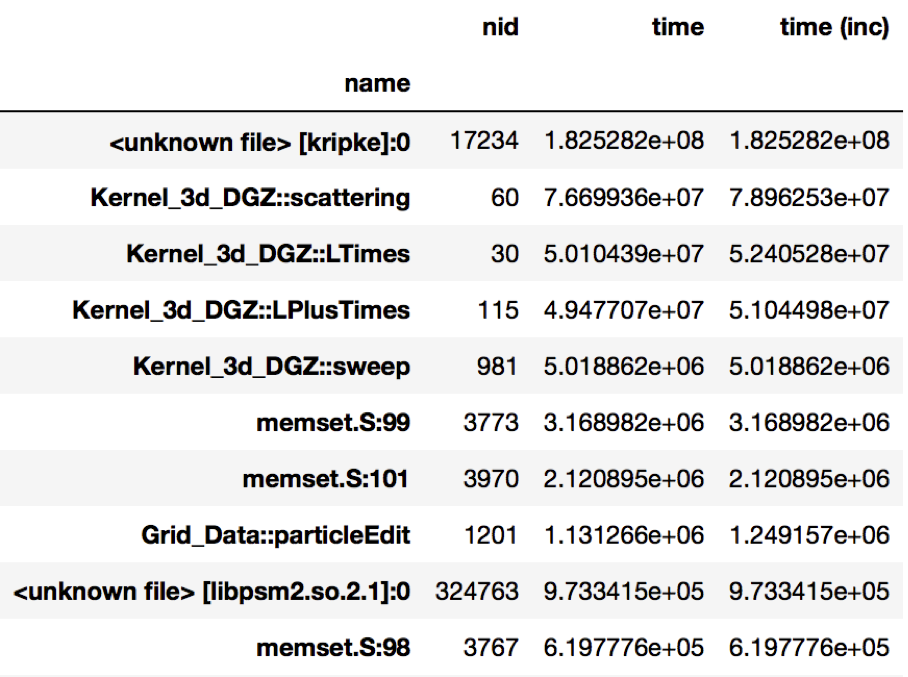 nid time time (inc)
name
<unknown file> [kripke]:0 17234 1.825282e+08 1.825282e+08
Kernel_3d_DGZ::scattering 60 7.669936e+07 7.896253e+07
Kernel_3d_DGZ::LTimes 30 5.010439e+07 5.240528e+07
Kernel_3d_DGZ::LPlusTimes 115 4.947707e+07 5.104498e+07
Kernel_3d_DGZ::sweep 981 5.018862e+06 5.018862e+06
memset.S:99 3773 3.168982e+06 3.168982e+06
memset.S:101 3970 2.120895e+06 2.120895e+06
Grid_Data::particleEdit 1201 1.131266e+06 1.249157e+06
<unknown file> [libpsm2.so.2.1]:0 324763 9.733415e+05 9.733415e+05
memset.S:98 3767 6.197776e+05 6.197776e+05